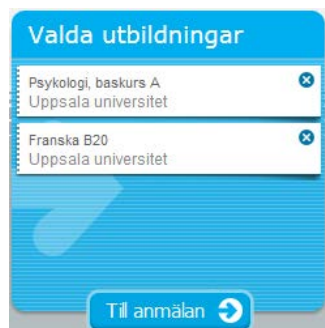 Valda utbildningar
Psykologi, baskurs A
Uppsala universitet
Franska B20
Uppsala universitet
Till anmälan